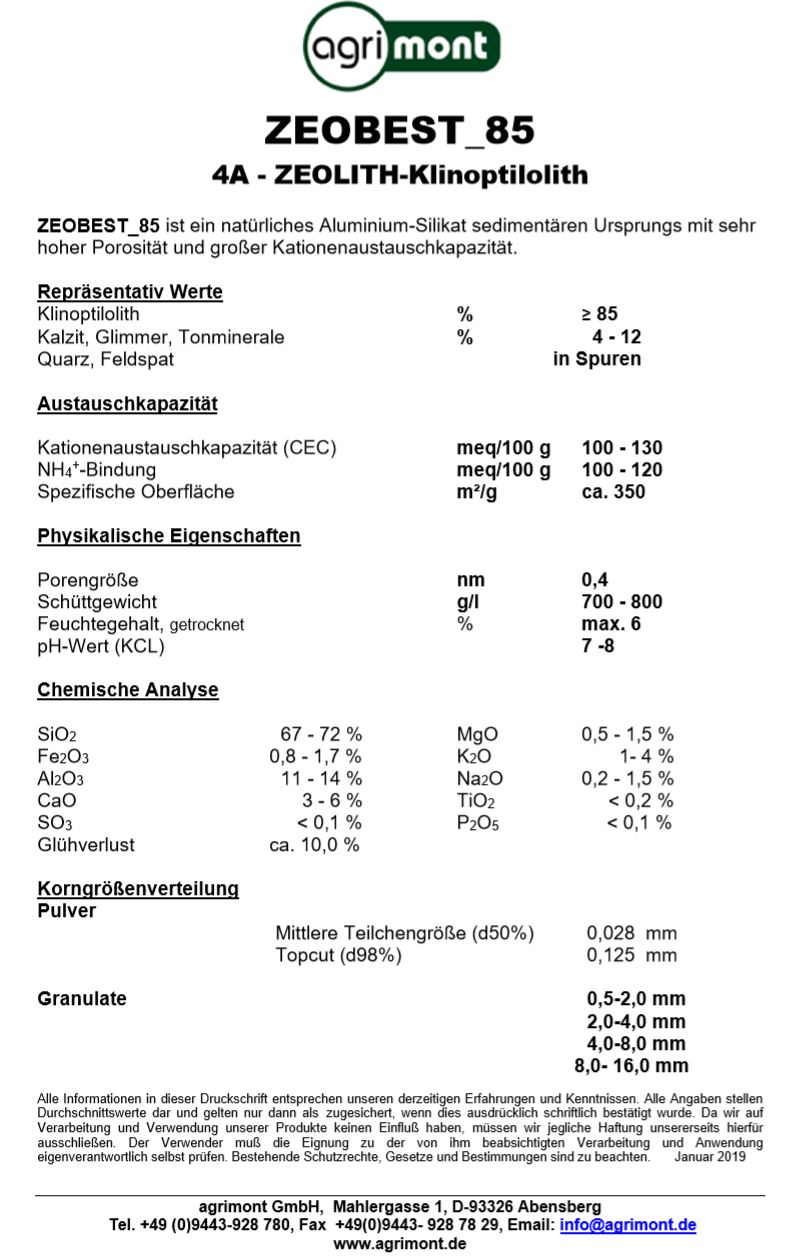 agrimont
ZEOBEST_85
4A - ZEOLITH-Klinoptilolith
ZEOBEST_85 ist ein natürliches Aluminium-Silikat sedimentären Ursprungs mit sehr
hoher Porosität und großer Kationenaustauschkapazität.
Repräsentativ Werte
Klinoptilolith % ≥ 85
Kalzit, Glimmer, Tonminerale % 4 - 12
Quarz, Feldspat in Spuren
Austauschkapazität
Kationenaustauschkapazität (CEC) meq/100 g 100 - 130
NH4⁺-Bindung meq/100 g 100 - 120
Spezifische Oberfläche m²/g ca. 350
Physikalische Eigenschaften
Porengröße nm 0,4
Schüttgewicht g/l 700 - 800
Feuchtegehalt, getrocknet % max. 6
pH-Wert (KCL) 7 -8
Chemische Analyse
SiO₂ 67 - 72 % MgO 0,5 - 1,5 %
Fe₂O₃ 0,8 - 1,7 % K₂O 1- 4 %
Al₂O₃ 11 - 14 % Na₂O 0,2 - 1,5 %
CaO 3 - 6 % TiO₂ < 0,2 %
SO₃ < 0,1 % P₂O₅ < 0,1 %
Glühverlust ca. 10,0 %
Korngrößenverteilung
Pulver
Mittlere Teilchengröße (d50%) 0,028 mm
Topcut (d98%) 0,125 mm
Granulate 0,5-2,0 mm
2,0-4,0 mm
4,0-8,0 mm
8,0- 16,0 mm
Alle Informationen in dieser Druckschrift entsprechen unseren derzeitigen Erfahrungen und Kenntnissen. Alle Angaben stellen
Durchschnittswerte dar und gelten nur dann als zugesichert, wenn dies ausdrücklich schriftlich bestätigt wurde. Da wir auf
Verarbeitung und Verwendung unserer Produkte keinen Einfluß haben, müssen wir jegliche Haftung unsererseits hierfür
ausschließen. Der Verwender muß die Eignung zu der von ihm beabsichtigten Verarbeitung und Anwendung
eigenverantwortlich selbst prüfen. Bestehende Schutzrechte, Gesetze und Bestimmungen sind zu beachten. Januar 2019
agrimont GmbH, Mahlergasse 1, D-93326 Abensberg
Tel. +49 (0)9443-928 780, Fax +49(0)9443- 928 78 29, Email: info@agrimont.de
www.agrimont.de